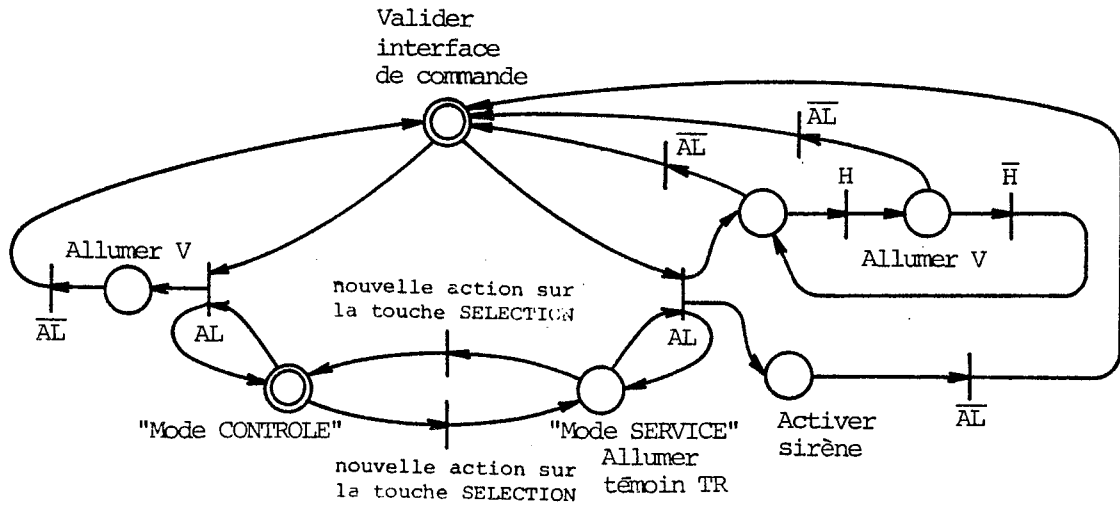 Valider
interface
de commande
AL
AL
H
H
Allumer V
Allumer V
AL
AL
nouvelle action sur
la touche SELECTION
AL
AL
"Mode CONTROLE"
"Mode SERVICE"
Allumer
témoin TR
Activer
sirène
nouvelle action sur
la touche SELECTION